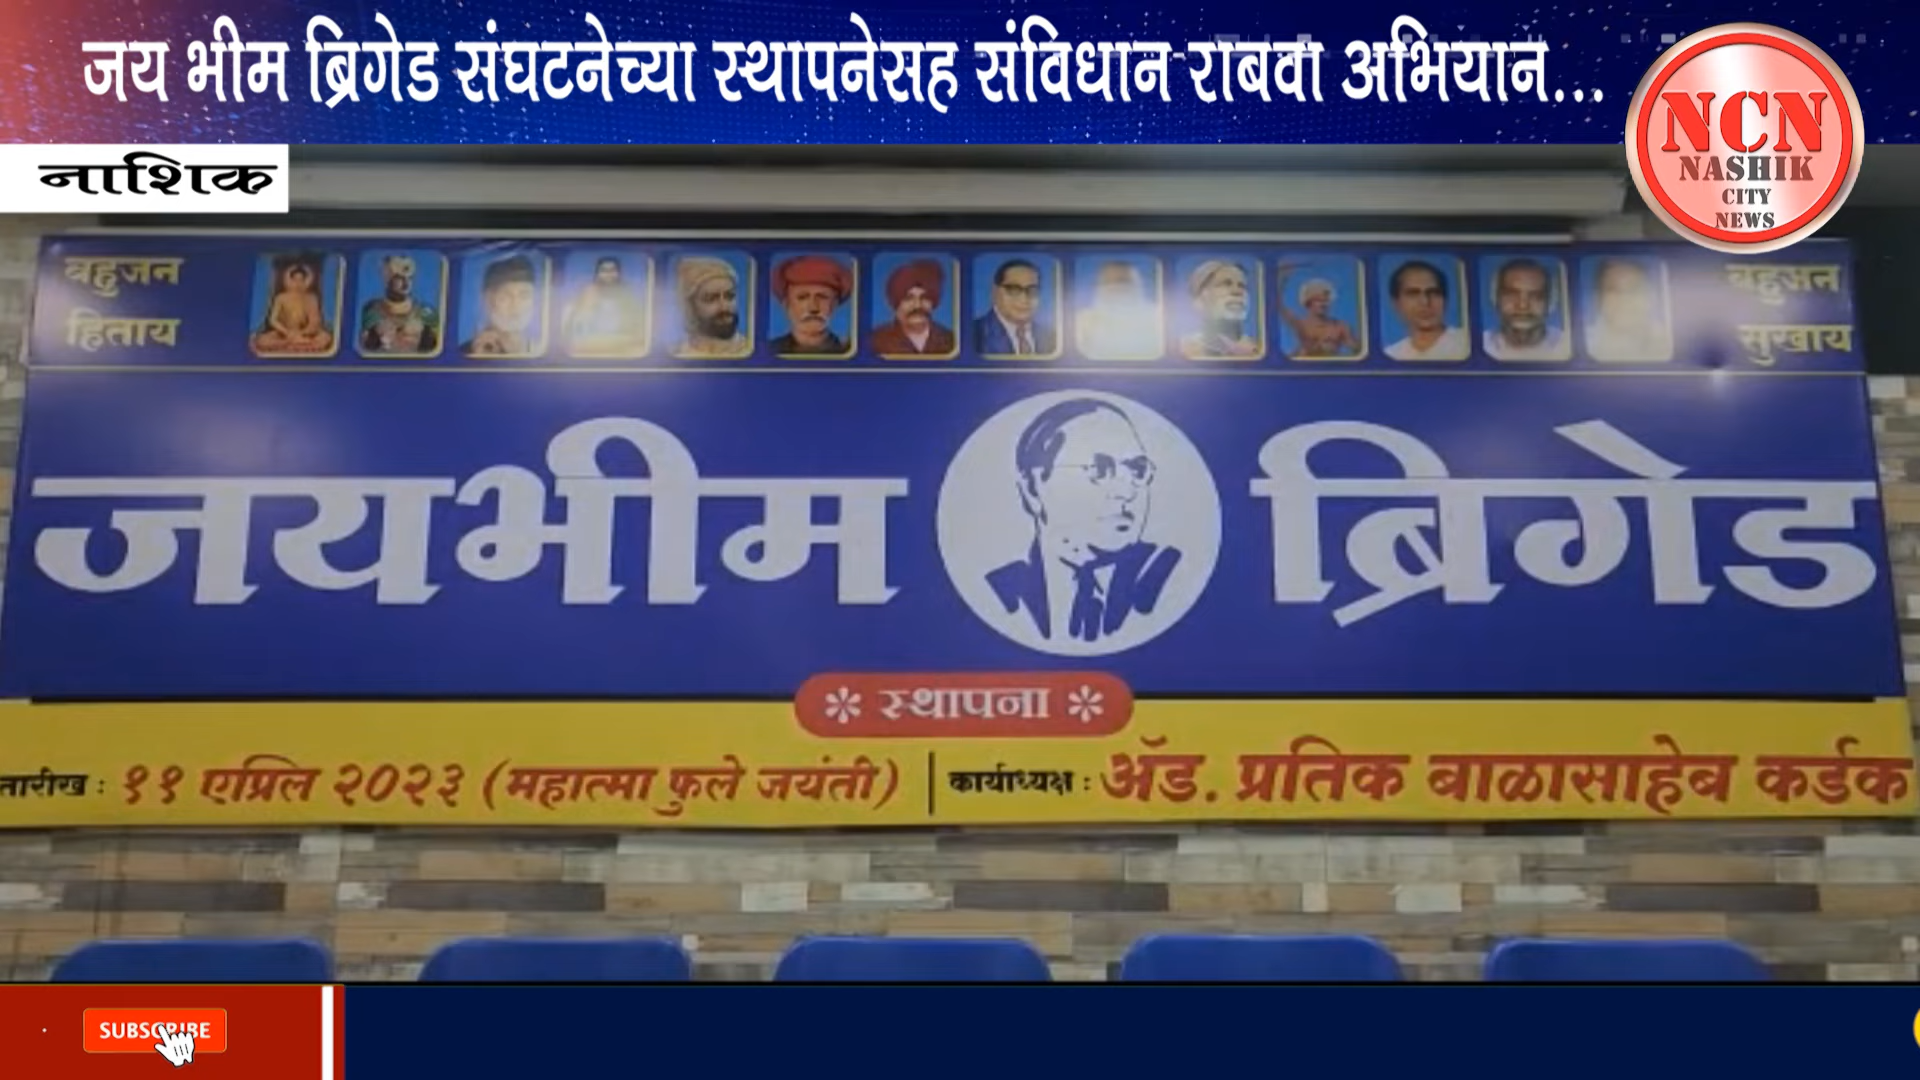 जय भीम ब्रिगेड संघटनेच्या स्थापनेसह संविधान राबवा अभियान...
NCN
NASHIK
CITY
NEWS
नाशिक
बहुजन
हिताय
बहुजन
सुखाय
जयभीम ब्रिगेड
* स्थापना *
तारीख : ११ एप्रिल २०२३ (महात्मा फुले जयंती) | कार्याध्यक्ष : ॲड. प्रतिक बाळासाहेब कर्डक
SUBSCRIBE